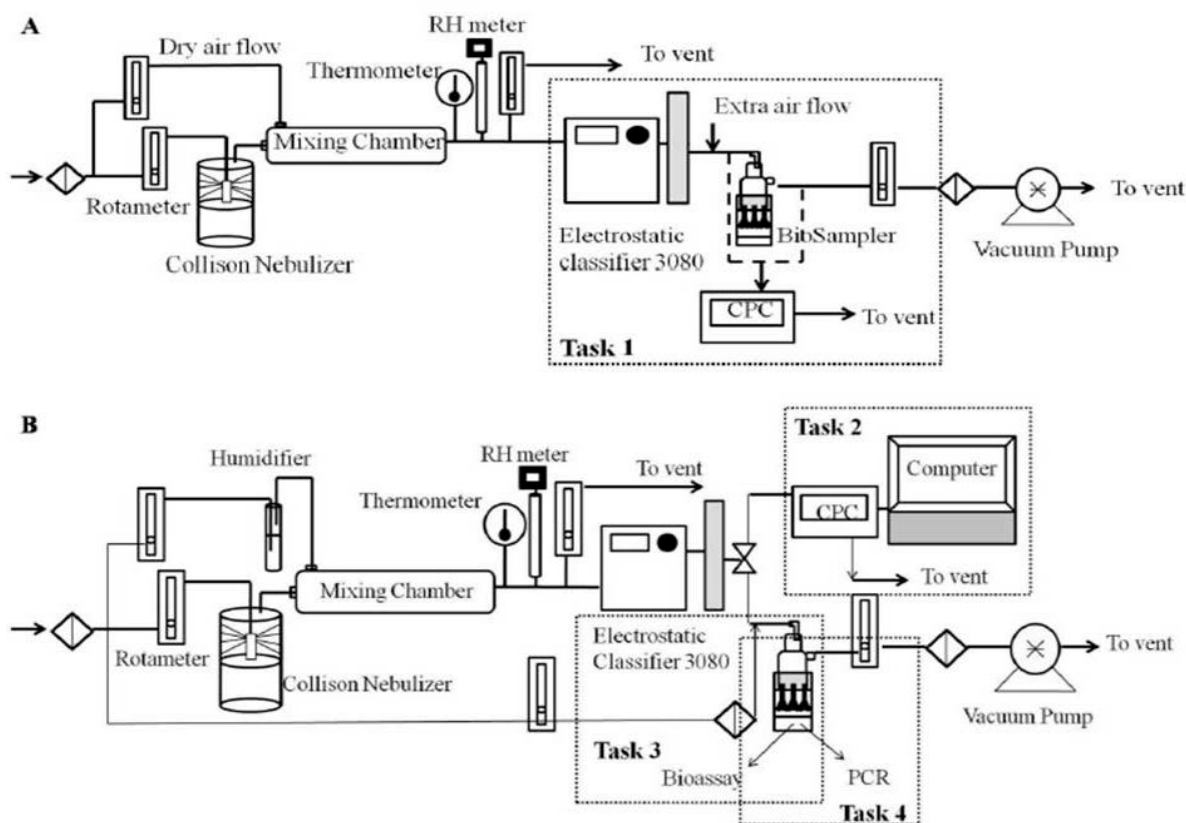 A
RH meter
Dry air flow
Thermometer
To vent
Extra air flow
Mixing Chamber
Rotameter
Collison Nebulizer
Electrostatic
classifier 3080
BioSampler
To vent
Vacuum Pump
CPC
To vent
Task 1
B
Task 2
Humidifier
RH meter
To vent
Computer
Thermometer
CPC
To vent
Mixing Chamber
Rotameter
Collison Nebulizer
Electrostatic
Classifier 3080
To vent
Vacuum Pump
Task 3
Bioassay
PCR
Task 4